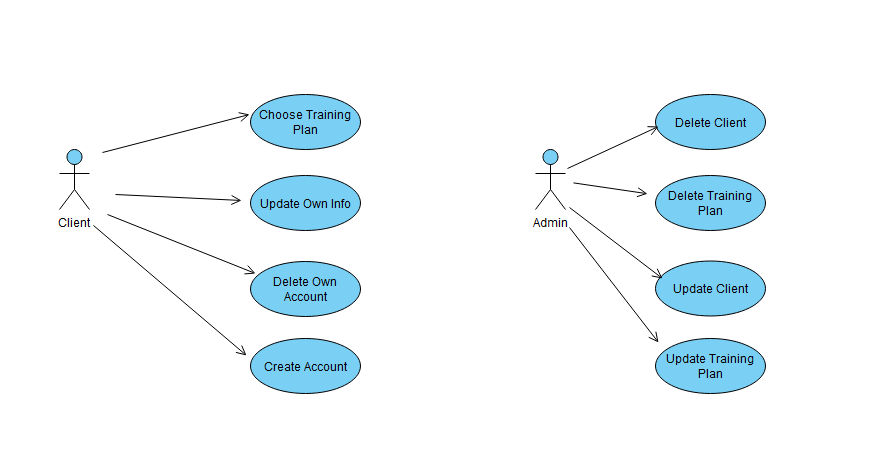 Choose Training
Plan
Update Own Info
Client
Delete Own
Account
Create Account
Delete Client
Delete Training
Plan
Admin
Update Client
Update Training
Plan